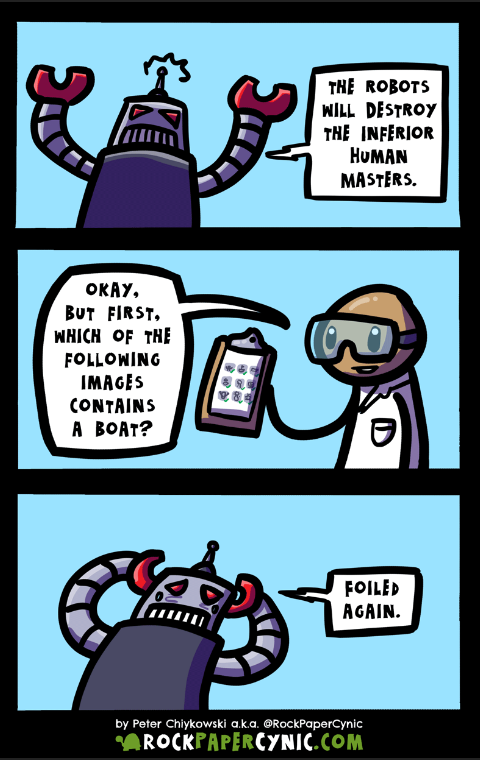 THE ROBOTS
WILL DESTROY
THE INFERIOR
HUMAN
MASTERS.
OKAY,
BUT FIRST,
WHICH OF THE
FOLLOWING
IMAGES
CONTAINS
A BOAT?
FOILED
AGAIN.
by Peter Chiykowski a.k.a. @RockPaperCynic
ROCKPAPERCYNIC.COM